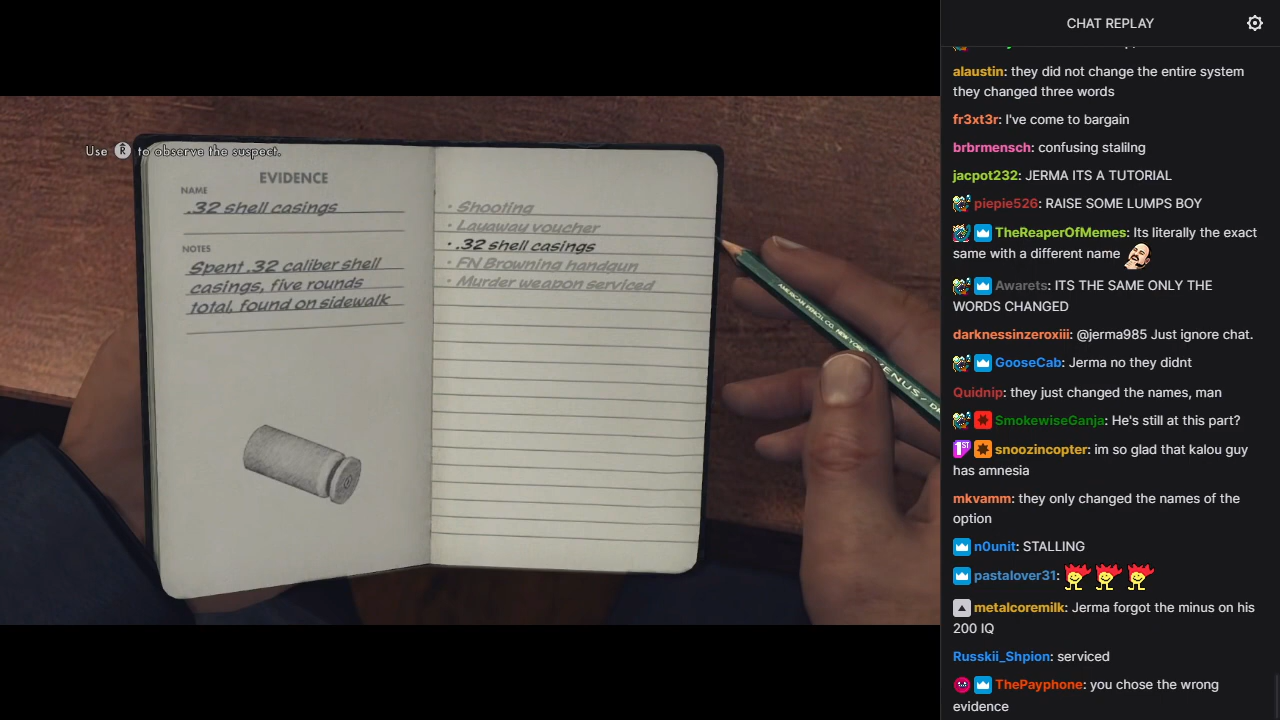 CHAT REPLAY
alaustin: they did not change the entire system
they changed three words
fr3xt3r: I've come to bargain
brbrmensch: confusing stalilng
jacpot232: JERMA ITS A TUTORIAL
piepie526: RAISE SOME LUMPS BOY
TheReaperOfMemes: Its literally the exact
same with a different name
Awarets: ITS THE SAME ONLY THE
WORDS CHANGED
darknessinzeroxiii: @jerma985 Just ignore chat.
GooseCab: Jerma no they didnt
Quidnip: they just changed the names, man
SmokewiseGanja: He's still at this part?
1ST snoozincopter: im so glad that kalou guy
has amnesia
mkvamm: they only changed the names of the
option
n0unit: STALLING
pastalover31:
metalcoremilk: Jerma forgot the minus on his
200 IQ
Russkii_Shpion: serviced
ThePayphone: you chose the wrong
evidence
Use R to observe the suspect.
EVIDENCE
NAME
.32 shell casings
NOTES
Spent .32 caliber shell
casings, five rounds
total, found on sidewalk
• Shooting
• Layaway voucher
• .32 shell casings
• FN Browning handgun
• Murder weapon serviced
AMERICAN PENCIL CO. NEW YORK
VENUS